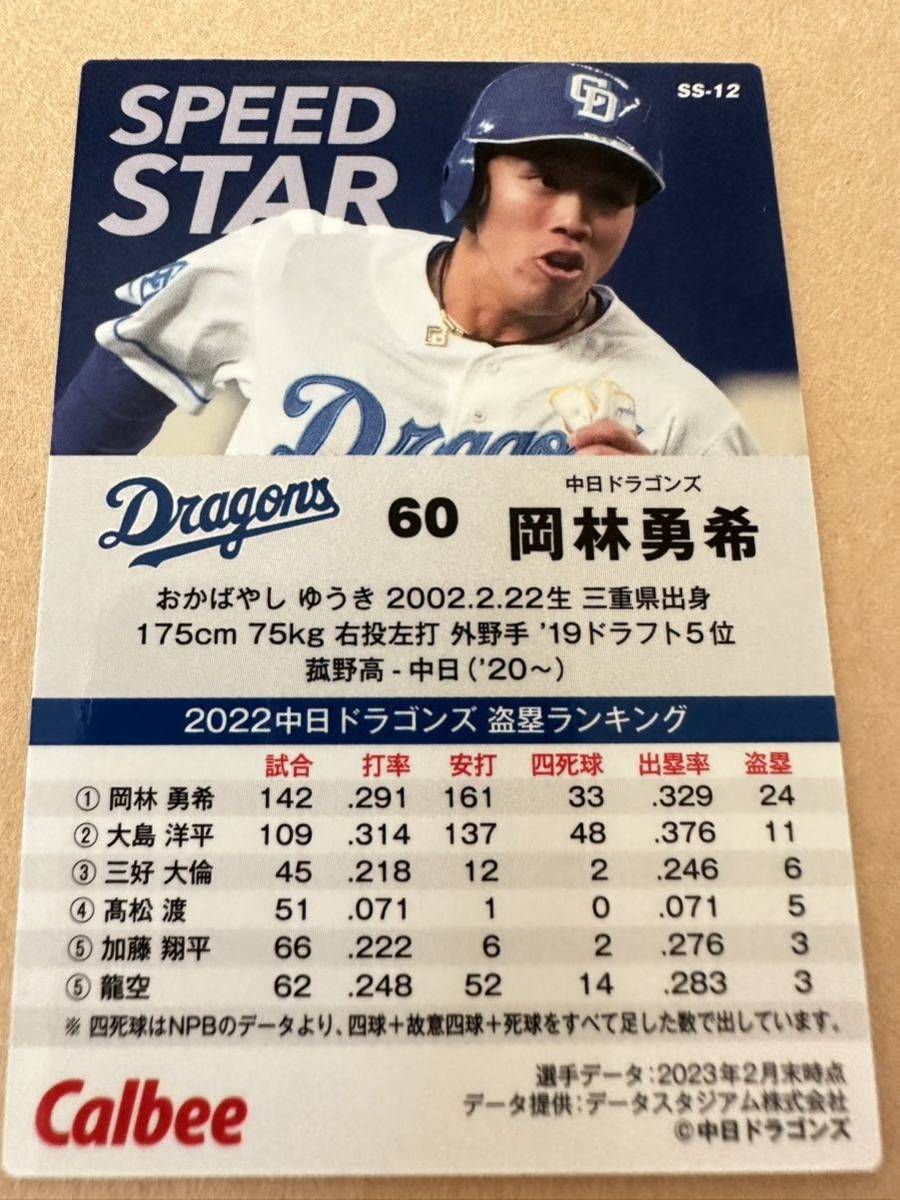 SS-12
SPEED
STAR
CD
Dragons
Dragons
60
中日ドラゴンズ
岡林勇希
おかばやし ゆうき 2002.2.22生 三重県出身
175cm 75kg 右投左打 外野手 '19ドラフト5位
菰野高 - 中日('20～)
2022中日ドラゴンズ 盗塁ランキング
試合 打率 安打 四死球 出塁率 盗塁
① 岡林 勇希 142 .291 161 33 .329 24
② 大島 洋平 109 .314 137 48 .376 11
③ 三好 大倫 45 .218 12 2 .246 6
④ 髙松 渡 51 .071 1 0 .071 5
⑤ 加藤 翔平 66 .222 6 2 .276 3
⑤ 龍空 62 .248 52 14 .283 3
※ 四死球はNPBのデータより、四球+故意四球+死球をすべて足した数で出しています。
選手データ:2023年2月末時点
データ提供:データスタジアム株式会社
©中日ドラゴンズ
Calbee